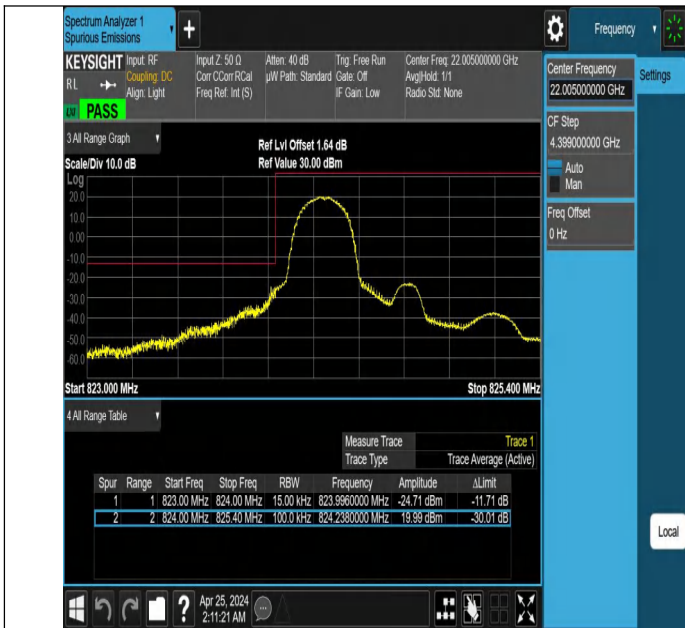 Spectrum Analyzer 1
Spurious Emissions
+
Frequency
KEYSIGHT
RL
PASS
Input: RF
Coupling: DC
Align: Light
Input Z: 50 Ω
Corr CCorr RCal
Freq Ref: Int (S)
Atten: 40 dB
µW Path: Standard
Trig: Free Run
Gate: Off
IF Gain: Low
Center Freq: 22.005000000 GHz
Avg|Hold: 1/1
Radio Std: None
Center Frequency
22.005000000 GHz
Settings
CF Step
4.399000000 GHz
Auto
Man
Freq Offset
0 Hz
Local
3 All Range Graph
Scale/Div 10.0 dB
Ref Lvl Offset 1.64 dB
Ref Value 30.00 dBm
Log
20.0
10.0
0.00
-10.0
-20.0
-30.0
-40.0
-50.0
-60.0
Start 823.000 MHz
Stop 825.400 MHz
4 All Range Table
Measure Trace Trace 1
Trace Type Trace Average (Active)
Spur Range Start Freq Stop Freq RBW Frequency Amplitude ΔLimit
1 1 823.00 MHz 824.00 MHz 15.00 kHz 823.9960000 MHz -24.71 dBm -11.71 dB
2 2 824.00 MHz 825.40 MHz 100.0 kHz 824.2380000 MHz 19.99 dBm -30.01 dB
?
Apr 25, 2024
2:11:21 AM